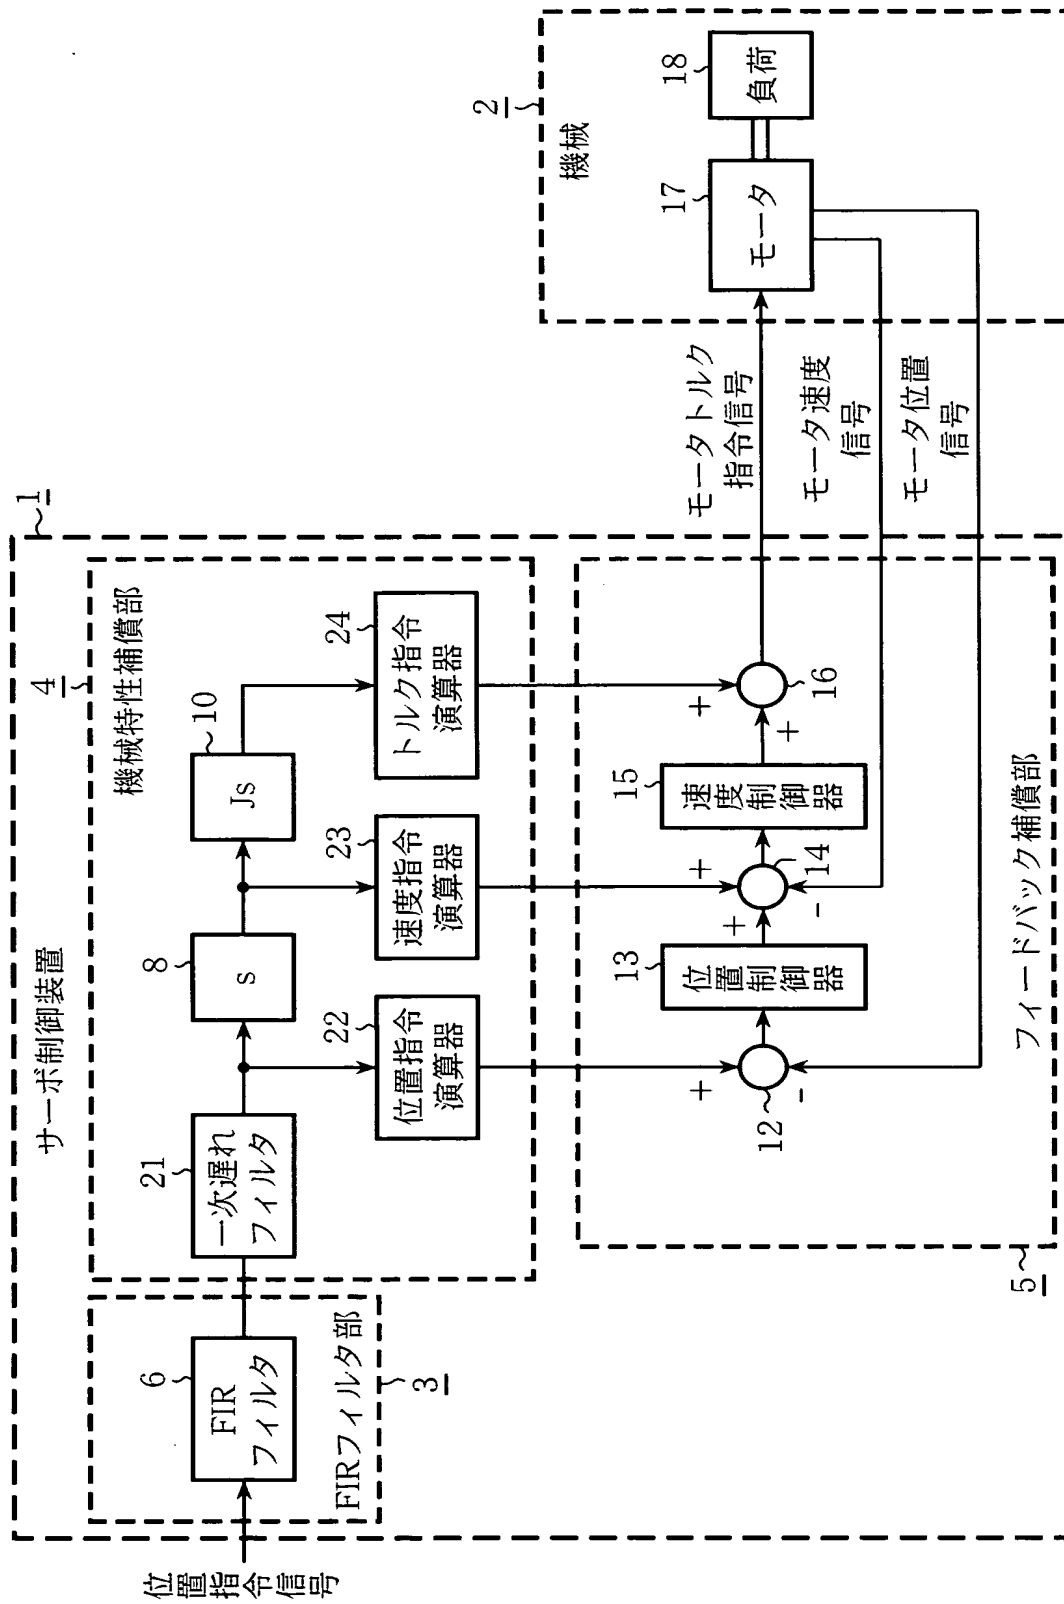 サーボ制御装置
1
位置指令信号
FIRフィルタ部
3
6
FIR
フィルタ
機械特性補償部
4
21
一次遅れ
フィルタ
8
s
10
Js
22
位置指令
演算器
23
速度指令
演算器
24
トルク指令
演算器
フィードバック補償部
5
12
+
-
13
位置制御器
14
+
+
-
15
速度制御器
16
+
+
モータトルク
指令信号
モータ速度
信号
モータ位置
信号
機械
2
17
モータ
18
負荷